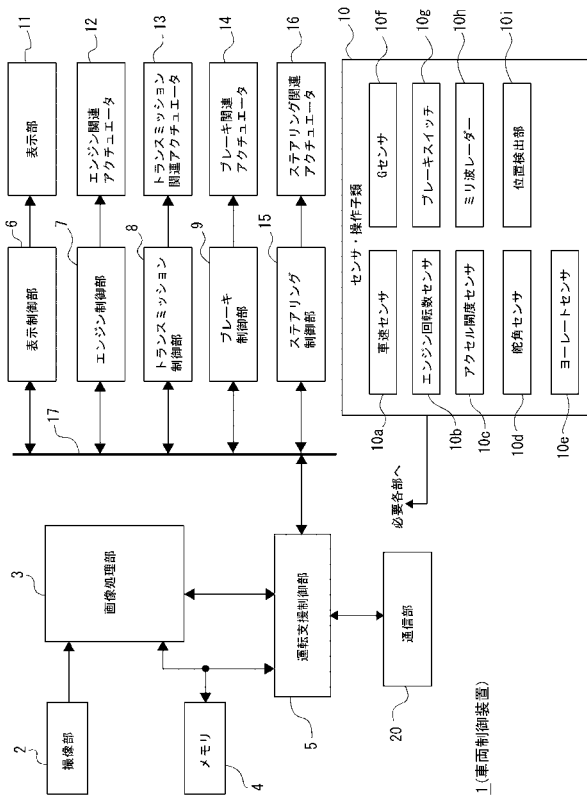 1(車両制御装置)
2
撮像部
3
画像処理部
メモリ
4
運転支援制御部
5
通信部
20
17
6
表示制御部
表示部
11
7
エンジン制御部
エンジン関連
アクチュエータ
12
8
トランスミッション
制御部
トランスミッション
関連アクチュエータ
13
9
ブレーキ
制御部
ブレーキ関連
アクチュエータ
14
15
ステアリング
制御部
ステアリング関連
アクチュエータ
16
必要各部へ
10
センサ・操作子類
車速センサ
10a
エンジン回転数センサ
10b
アクセル開度センサ
10c
舵角センサ
10d
ヨーレートセンサ
10e
Gセンサ
10f
ブレーキスイッチ
10g
ミリ波レーダー
10h
位置検出部
10i